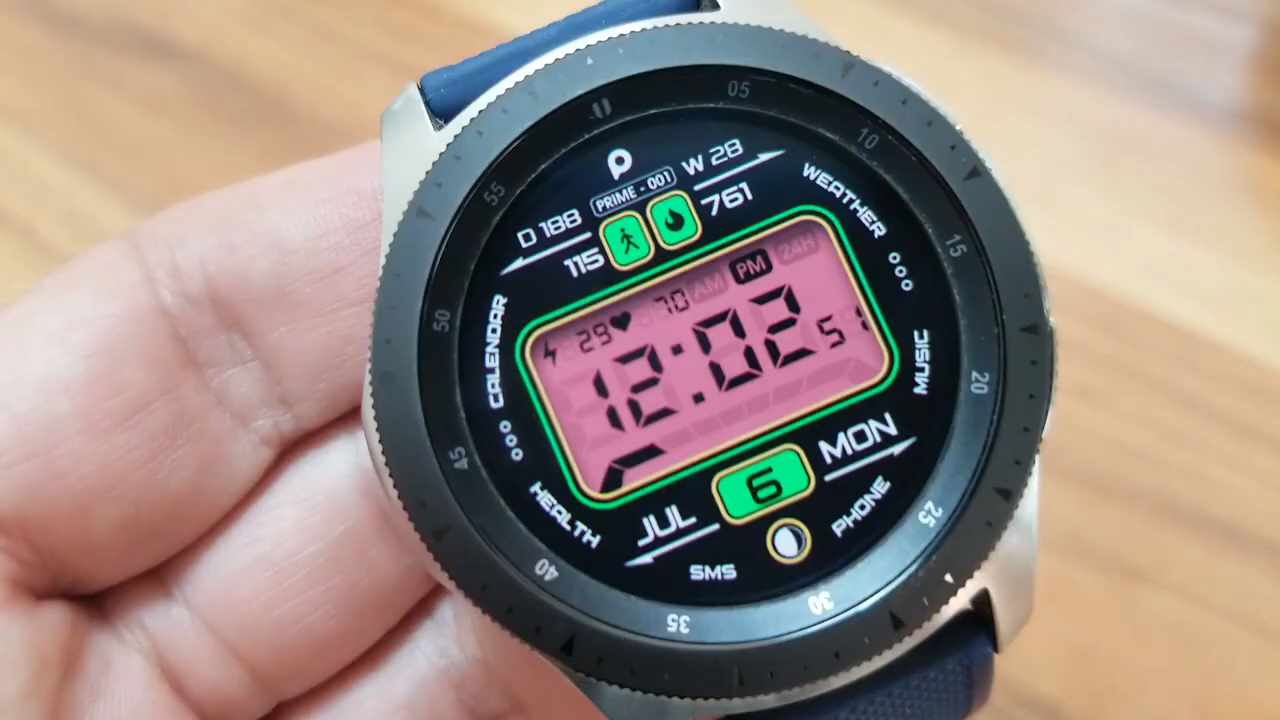 05
10
15
20
25
30
35
40
45
50
55
PRIME - 001
W 28
761
D 188
115
WEATHER
CALENDAR
MUSIC
HEALTH
PHONE
SMS
29 70 AM PM 24H
12:02 51
JUL 6 MON